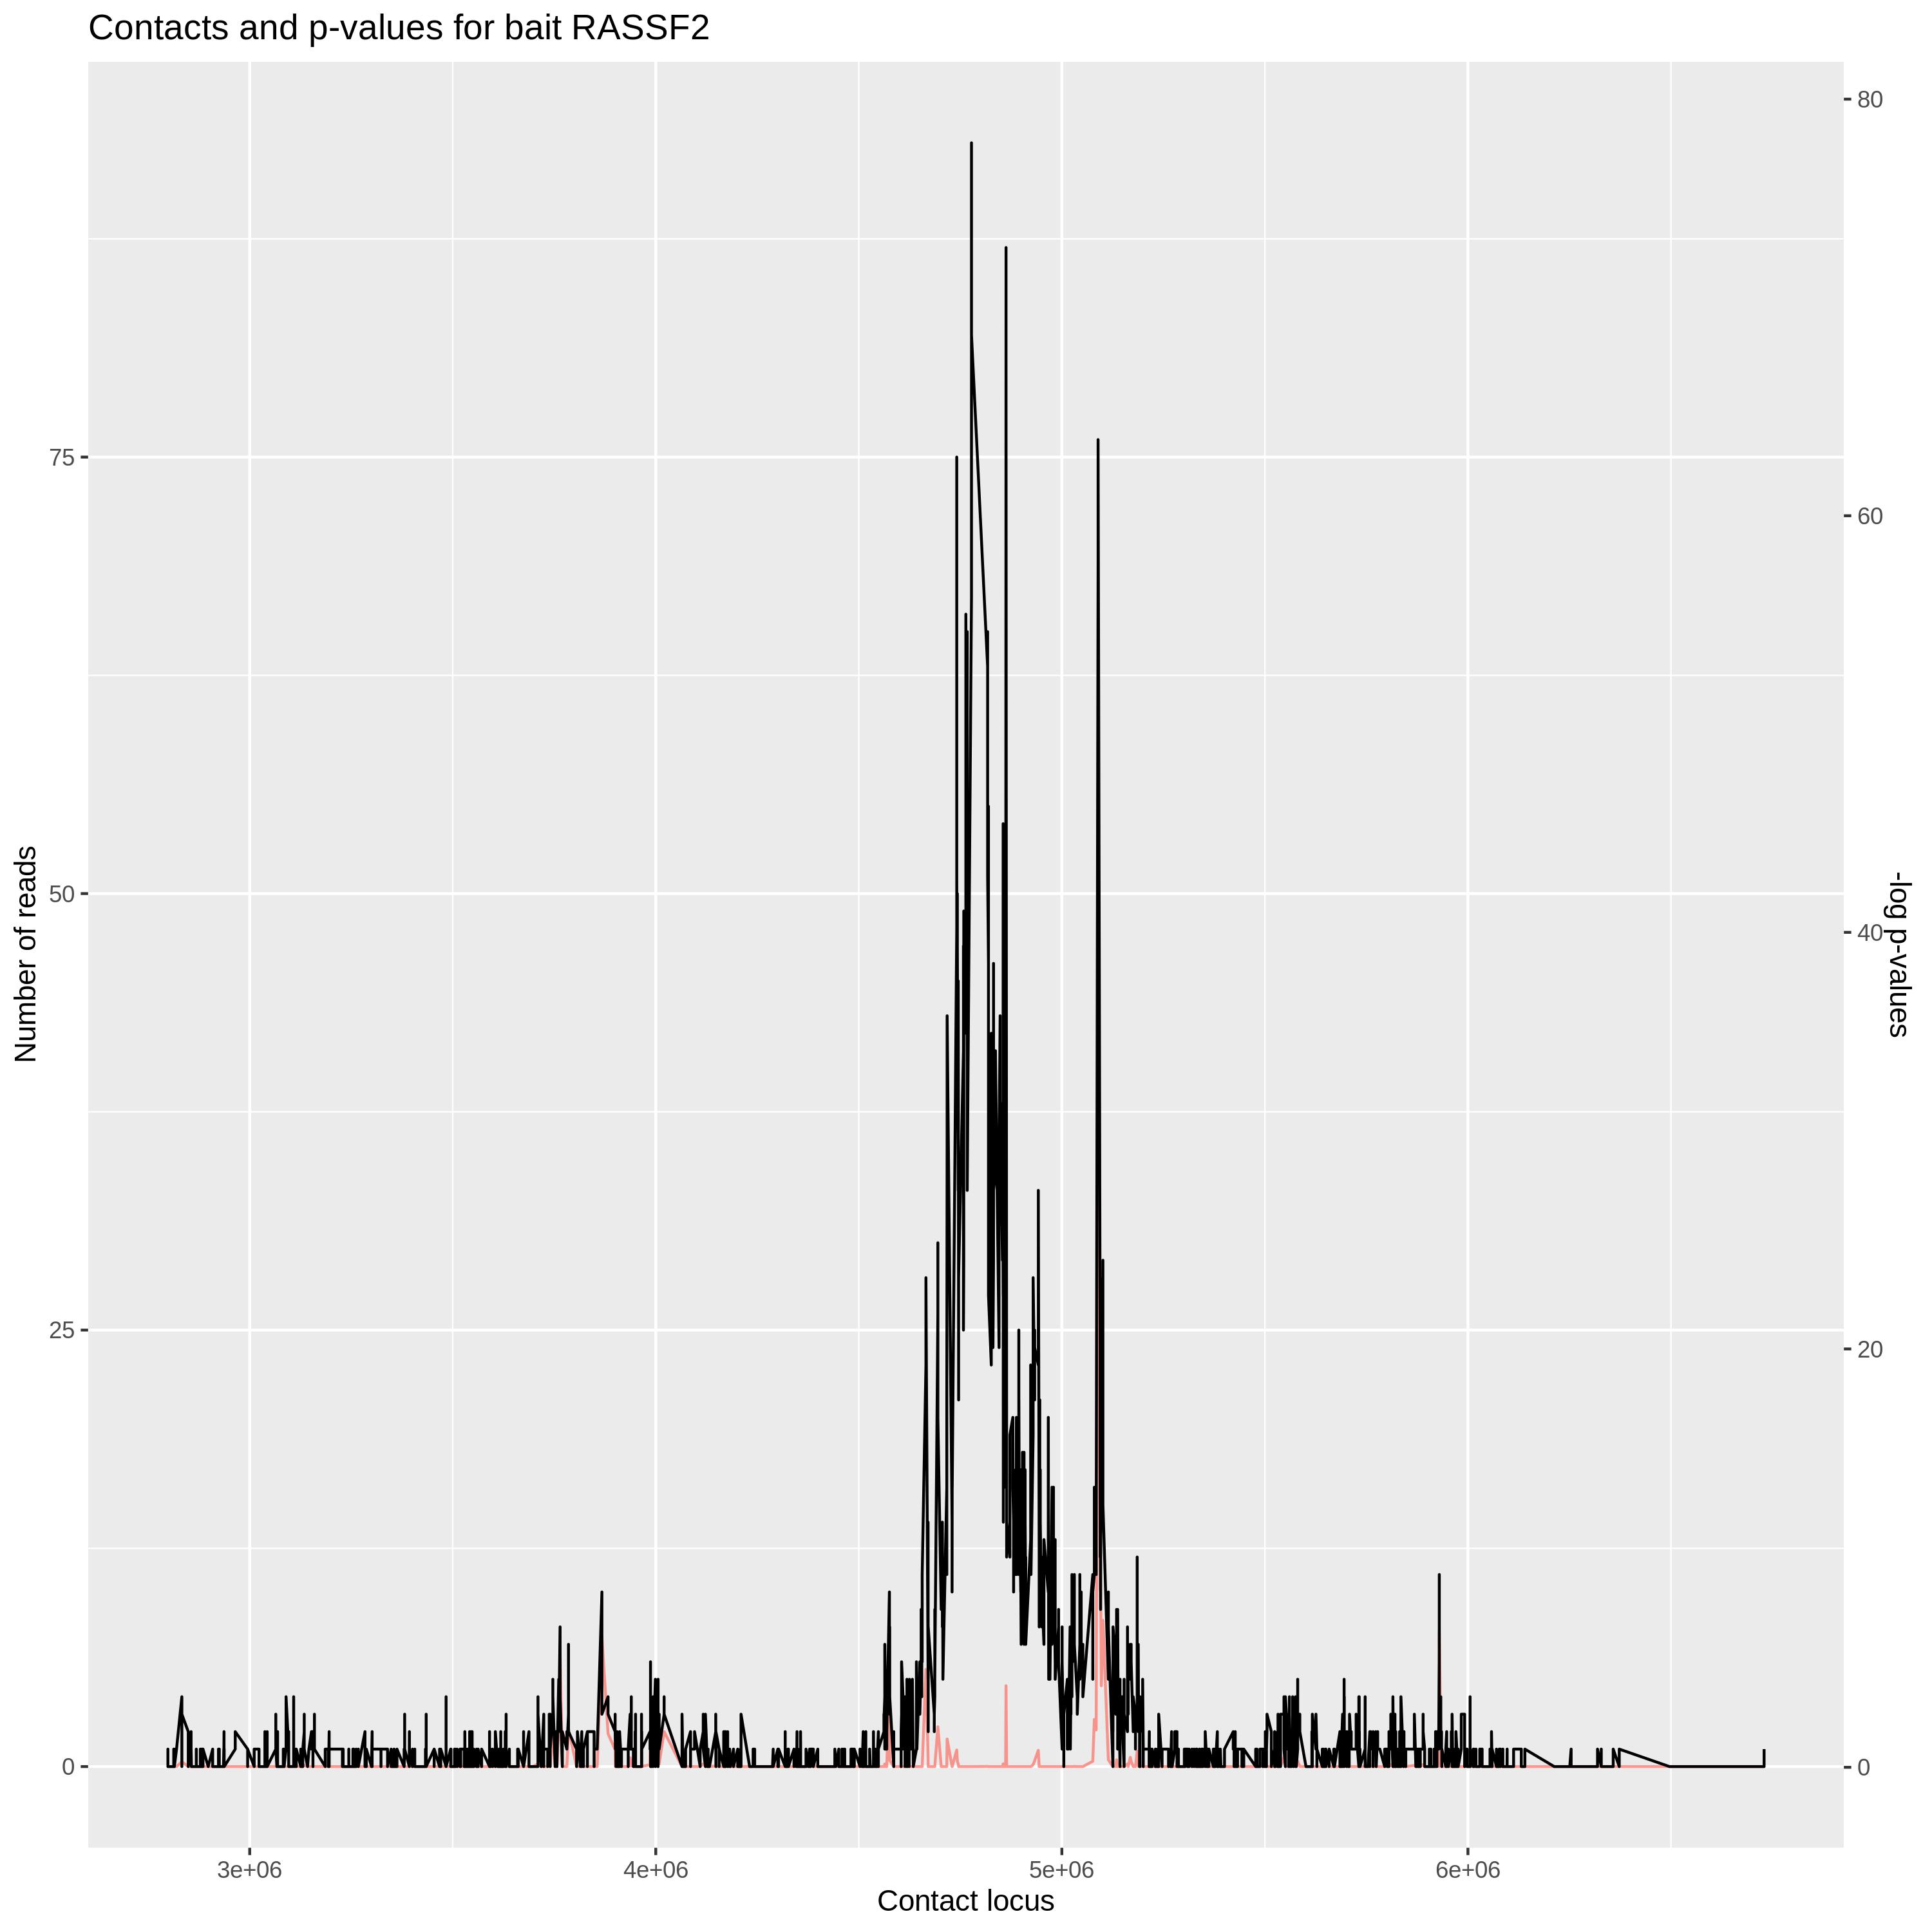 Contacts and p-values for bait RASSF2
80
75
60
Number of reads
50
40
-log p-values
25
20
0
0
3e+06 4e+06 5e+06 6e+06
Contact locus